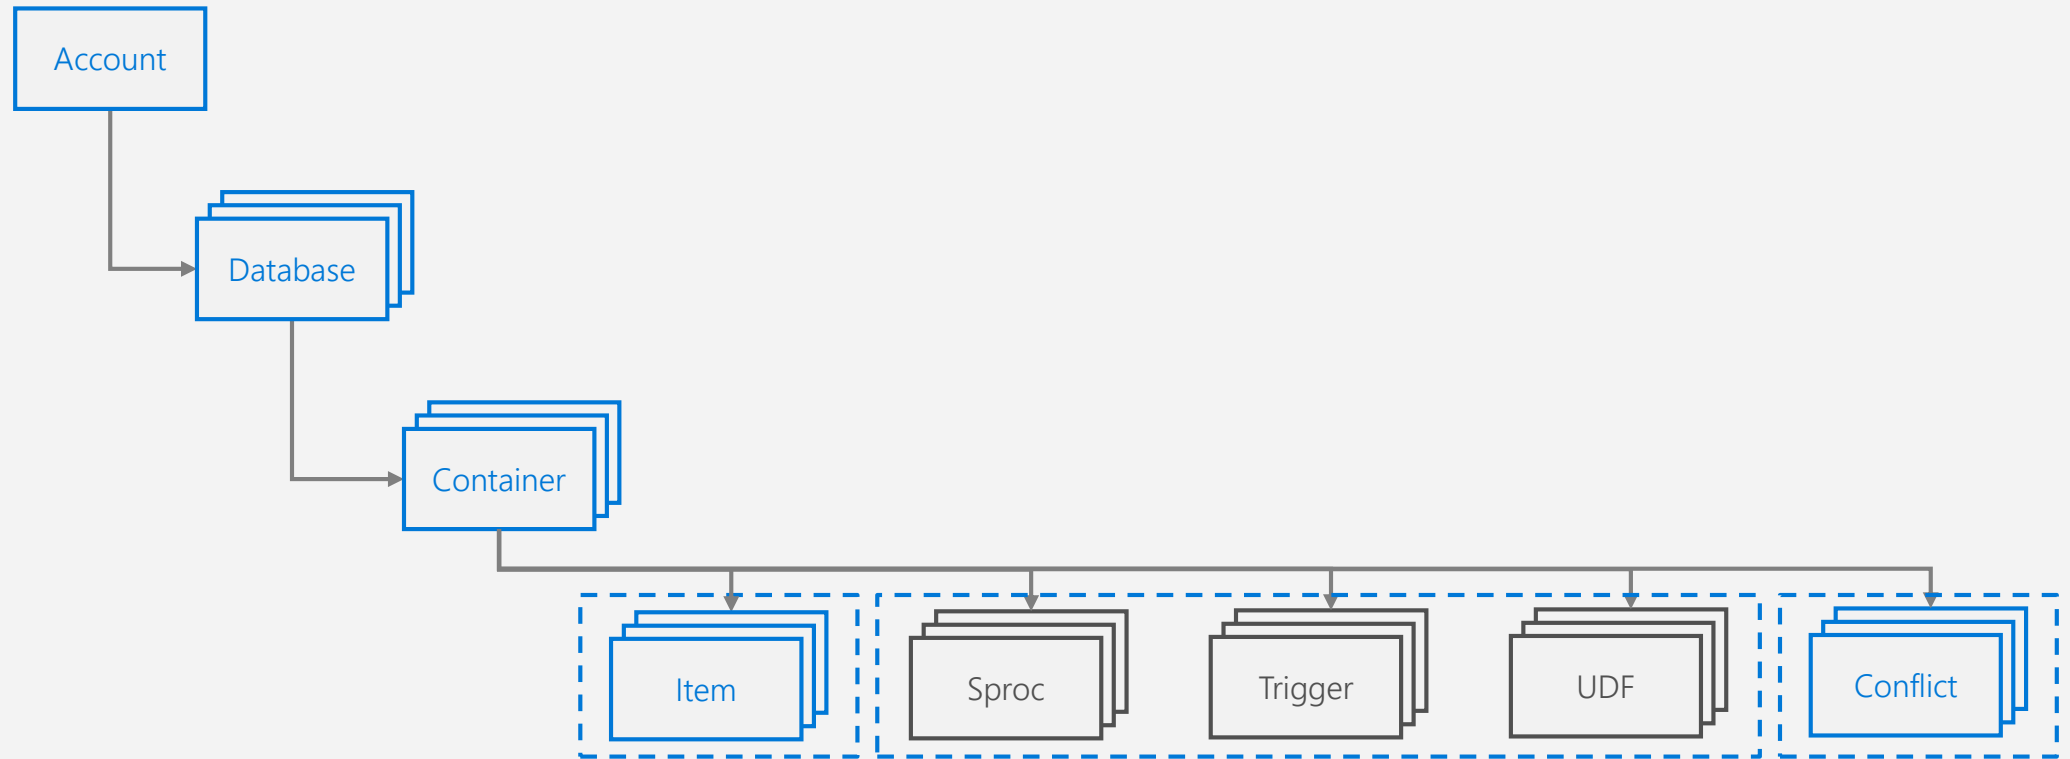 Account
Database
Container
Item
Sproc
Trigger
UDF
Conflict